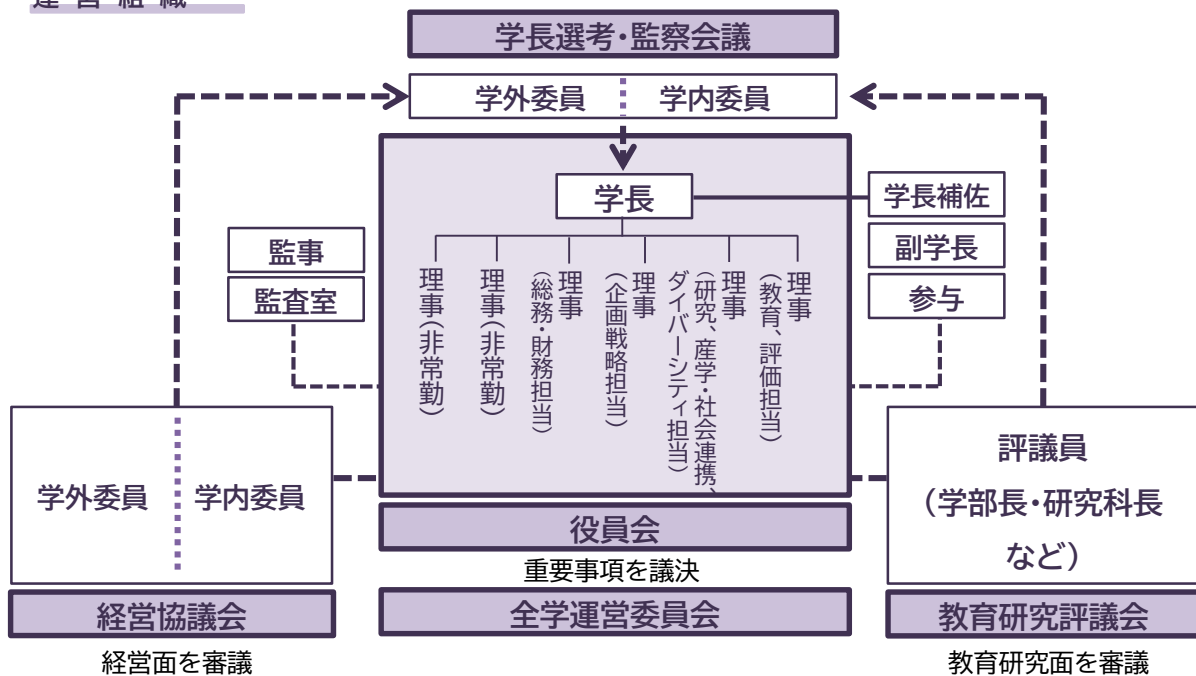 運営組織
学長選考・監察会議
学外委員 学内委員
学長
学長補佐
副学長
参与
監事
監査室
理事
（教育、評価担当）
理事
（研究、産学・社会連携、
ダイバーシティ担当）
理事
（企画戦略担当）
理事
（総務・財務担当）
理事（非常勤）
理事（非常勤）
学外委員 学内委員
評議員
（学部長・研究科長
など）
役員会
重要事項を議決
経営協議会
全学運営委員会
教育研究評議会
経営面を審議
教育研究面を審議